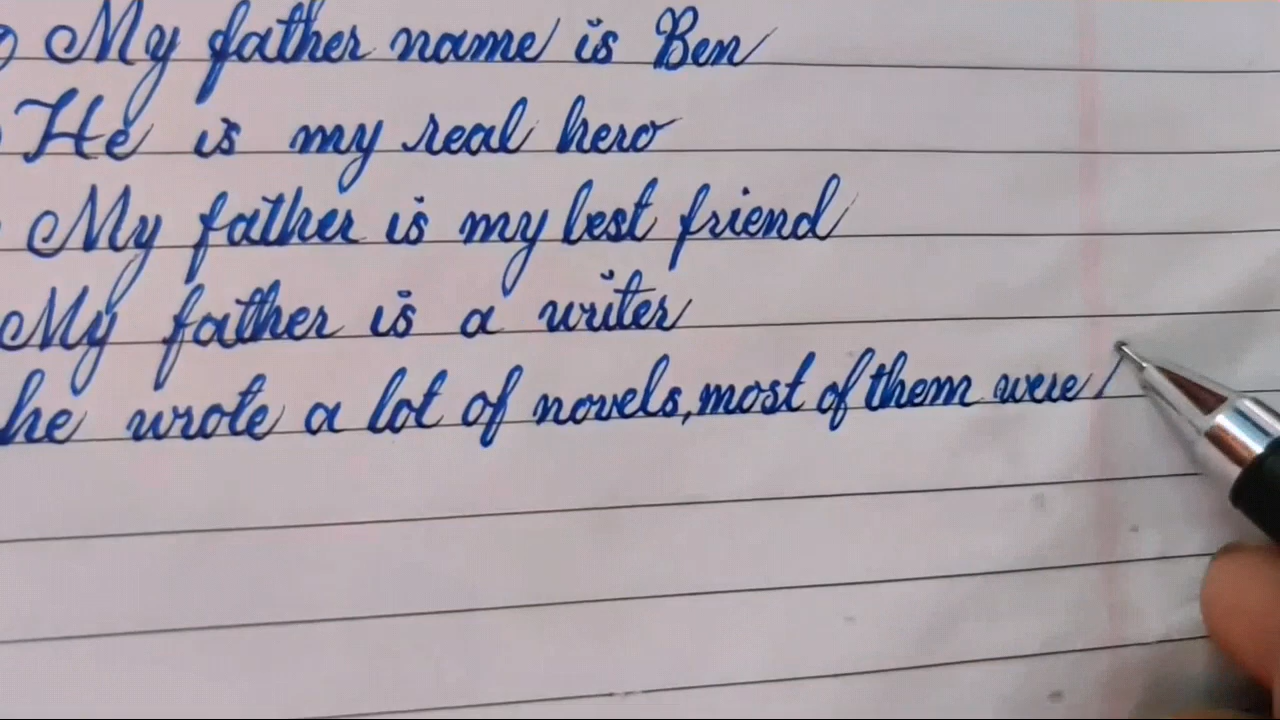 My father name is Ben
He is my real hero
My father is my best friend
My father is a writer
he wrote a lot of novels, most of them were